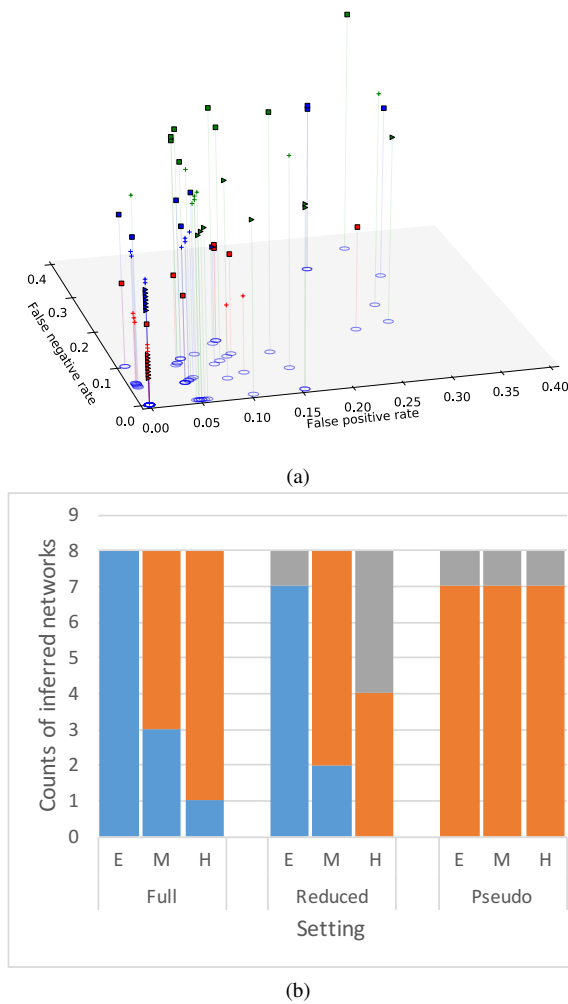 0.4
0.3
0.2
0.1
0.0
False negative rate
0.00 0.05 0.10 0.15 0.20 0.25 0.30 0.35 0.40
False positive rate
(a)
9
8
7
6
5
4
3
2
1
0
Counts of inferred networks
E M H E M H E M H
Full Reduced Pseudo
Setting
(b)